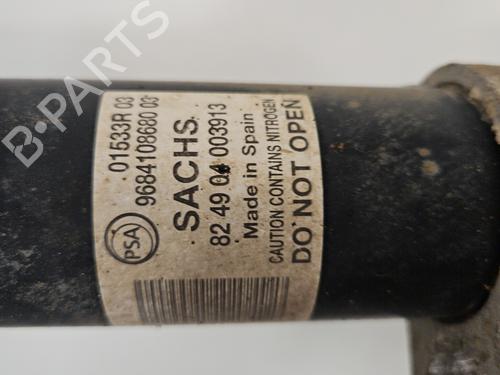 01533R 03
9684108680 03
PSA
SACHS
82 49 003913
Made in Spain
CAUTION CONTAINS NITROGEN
DO NOT OPEN
B-PARTS